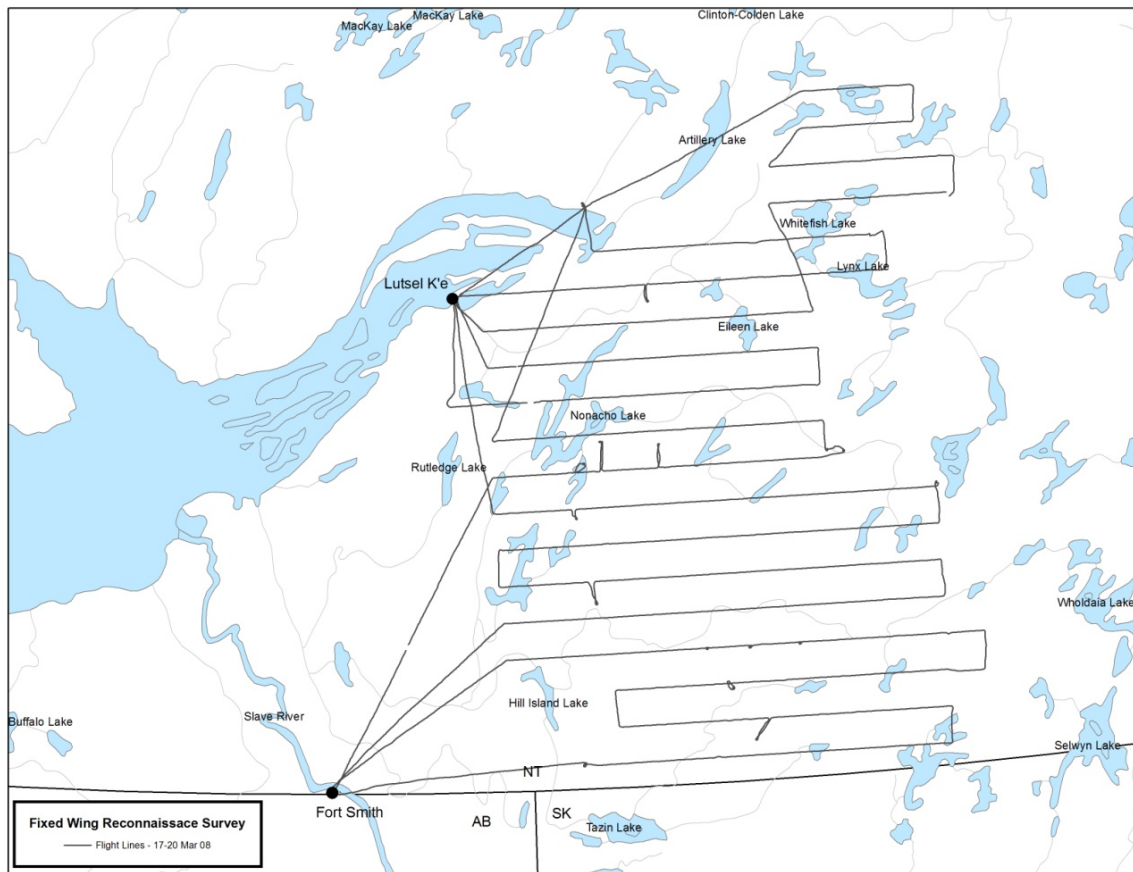 MacKay Lake
Clinton-Colden Lake
MacKay Lake
Artillery Lake
Whitefish Lake
Lynx Lake
Lutsel K'e
Eileen Lake
Nonacho Lake
Rutledge Lake
Wholdaia Lake
Hill Island Lake
Buffalo Lake
Slave River
Selwyn Lake
NT
Fort Smith
AB
SK
Tazin Lake
Fixed Wing Reconnaissace Survey
Flight Lines - 17-20 Mar 08